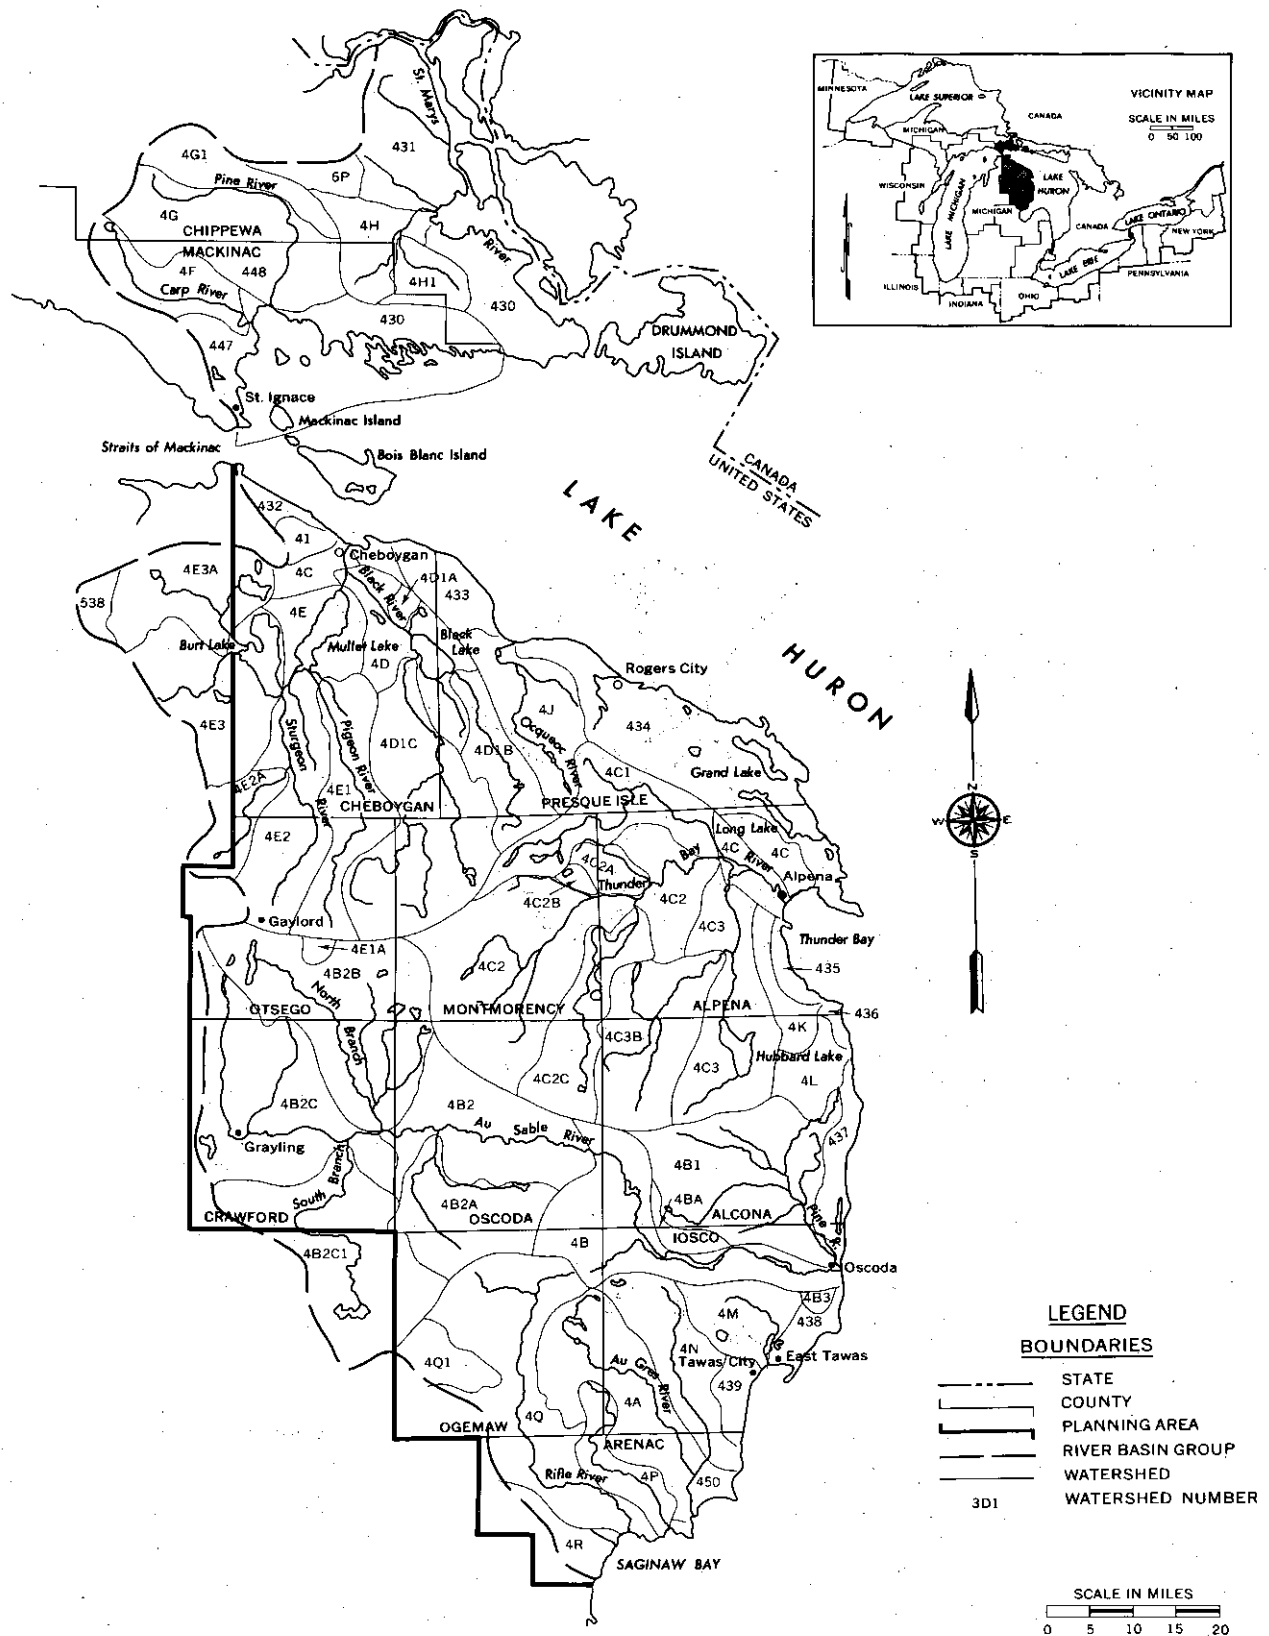 VICINITY MAP
SCALE IN MILES
0 50 100
MINNESOTA
LAKE SUPERIOR
CANADA
MICHIGAN
WISCONSIN
LAKE MICHIGAN
MICHIGAN
LAKE
HURON
CANADA
LAKE ONTARIO
NEW YORK
LAKE ERIE
PENNSYLVANIA
ILLINOIS
INDIANA
OHIO
St. Marys
431
4G1
6P
Pine River
4G
4H
CHIPPEWA
MACKINAC
River
4F
448
4H1
Carp River
430
430
447
DRUMMOND
ISLAND
St. Ignace
Mackinac Island
Straits of Mackinac
Bois Blanc Island
CANADA
UNITED STATES
LAKE
HURON
432
41
Cheboygan
4E3A
4C
Black River
4D1A
433
538
4E
Burt Lake
Mullet Lake
Black
Lake
4D
Rogers City
4E3
Sturgeon
River
Pigeon River
4D1C
4D1B
4J
Ocqueoc
River
434
4C1
Grand Lake
4E2A
4E1
CHEBOYGAN
PRESQUE ISLE
4E2
Long Lake
4C
4C
4C2A
Thunder
Bay
River
Alpena
4C2B
4C2
4C3
Gaylord
Thunder Bay
4E1A
4B2B
4C2
435
North
Branch
OTSEGO
MONTMORENCY
ALPENA
436
4K
4C3B
Hubbard Lake
4C2C
4C3
4L
4B2C
4B2
Au Sable River
437
Grayling
4B1
South Branch
4B2A
4BA
Pine
R.
CRAWFORD
OSCODA
ALCONA
IOSCO
4B2C1
4B
Oscoda
4B3
4M
438
4N
East Tawas
Tawas City
4Q1
Au Gres
River
439
4Q
4A
OGEMAW
ARENAC
Rifle River
4P
450
4R
SAGINAW BAY
N
W
E
S
LEGEND
BOUNDARIES
STATE
COUNTY
PLANNING AREA
RIVER BASIN GROUP
WATERSHED
3D1 WATERSHED NUMBER
SCALE IN MILES
0 5 10 15 20